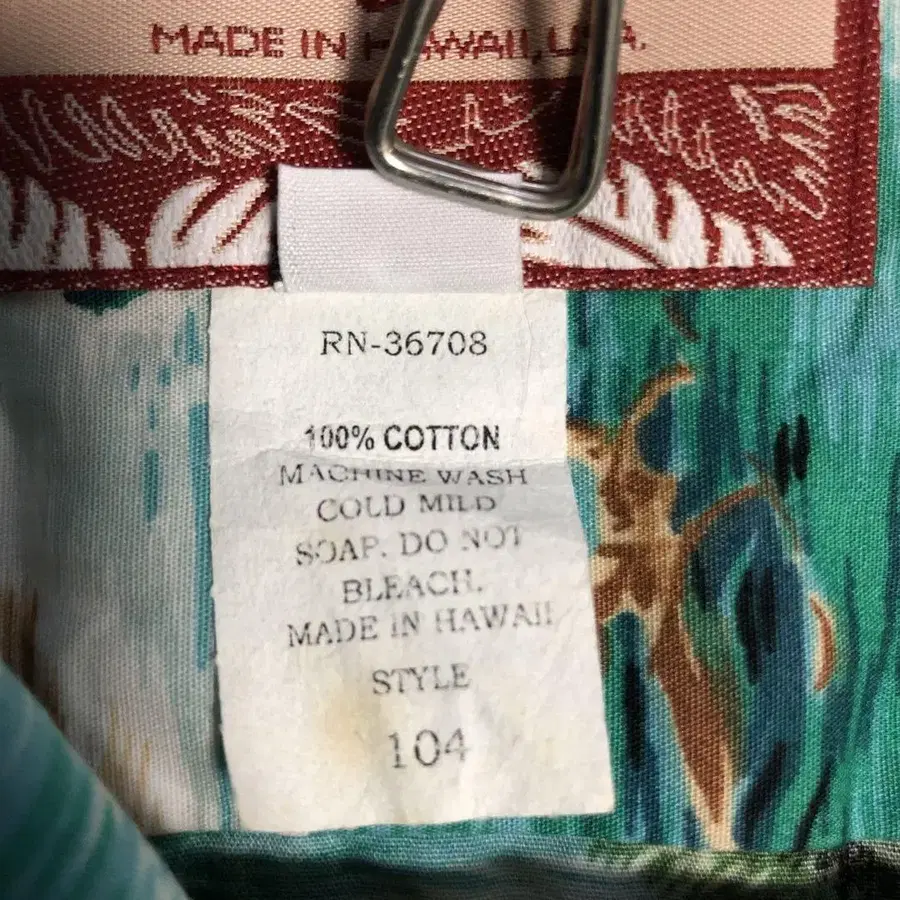 MADE IN HAWAII, U.S.A.
RN-36708
100% COTTON
MACHINE WASH
COLD MILD
SOAP. DO NOT
BLEACH.
MADE IN HAWAII
STYLE
104